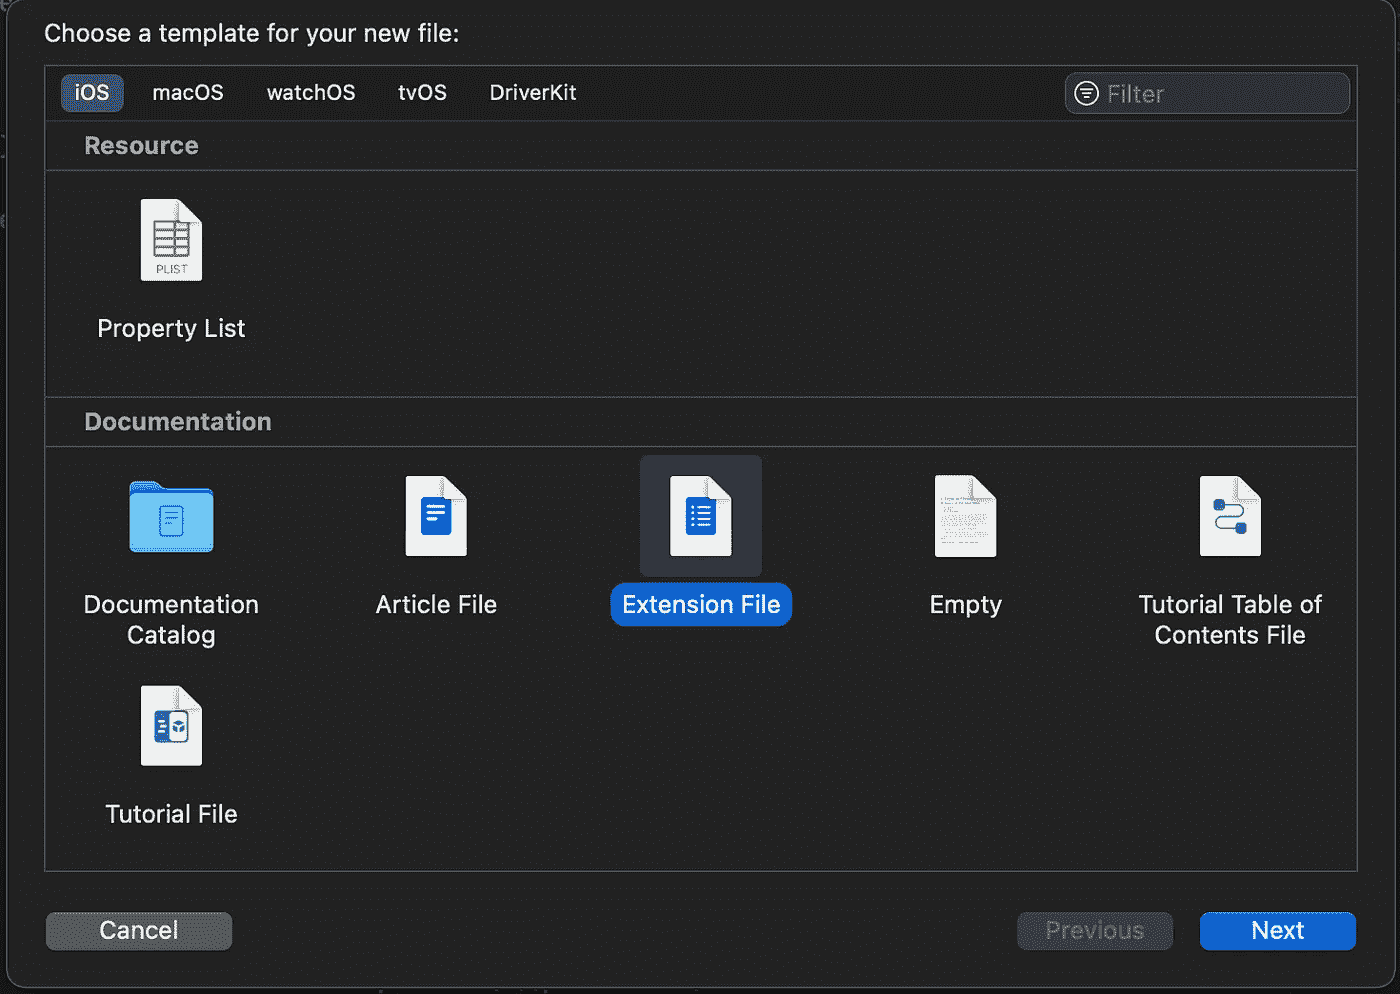 Choose a template for your new file:
iOS macOS watchOS tvOS DriverKit Filter
Resource
PLIST
Property List
Documentation
Documentation Catalog
Article File
Extension File
Empty
Tutorial Table of Contents File
Tutorial File
Cancel Previous Next